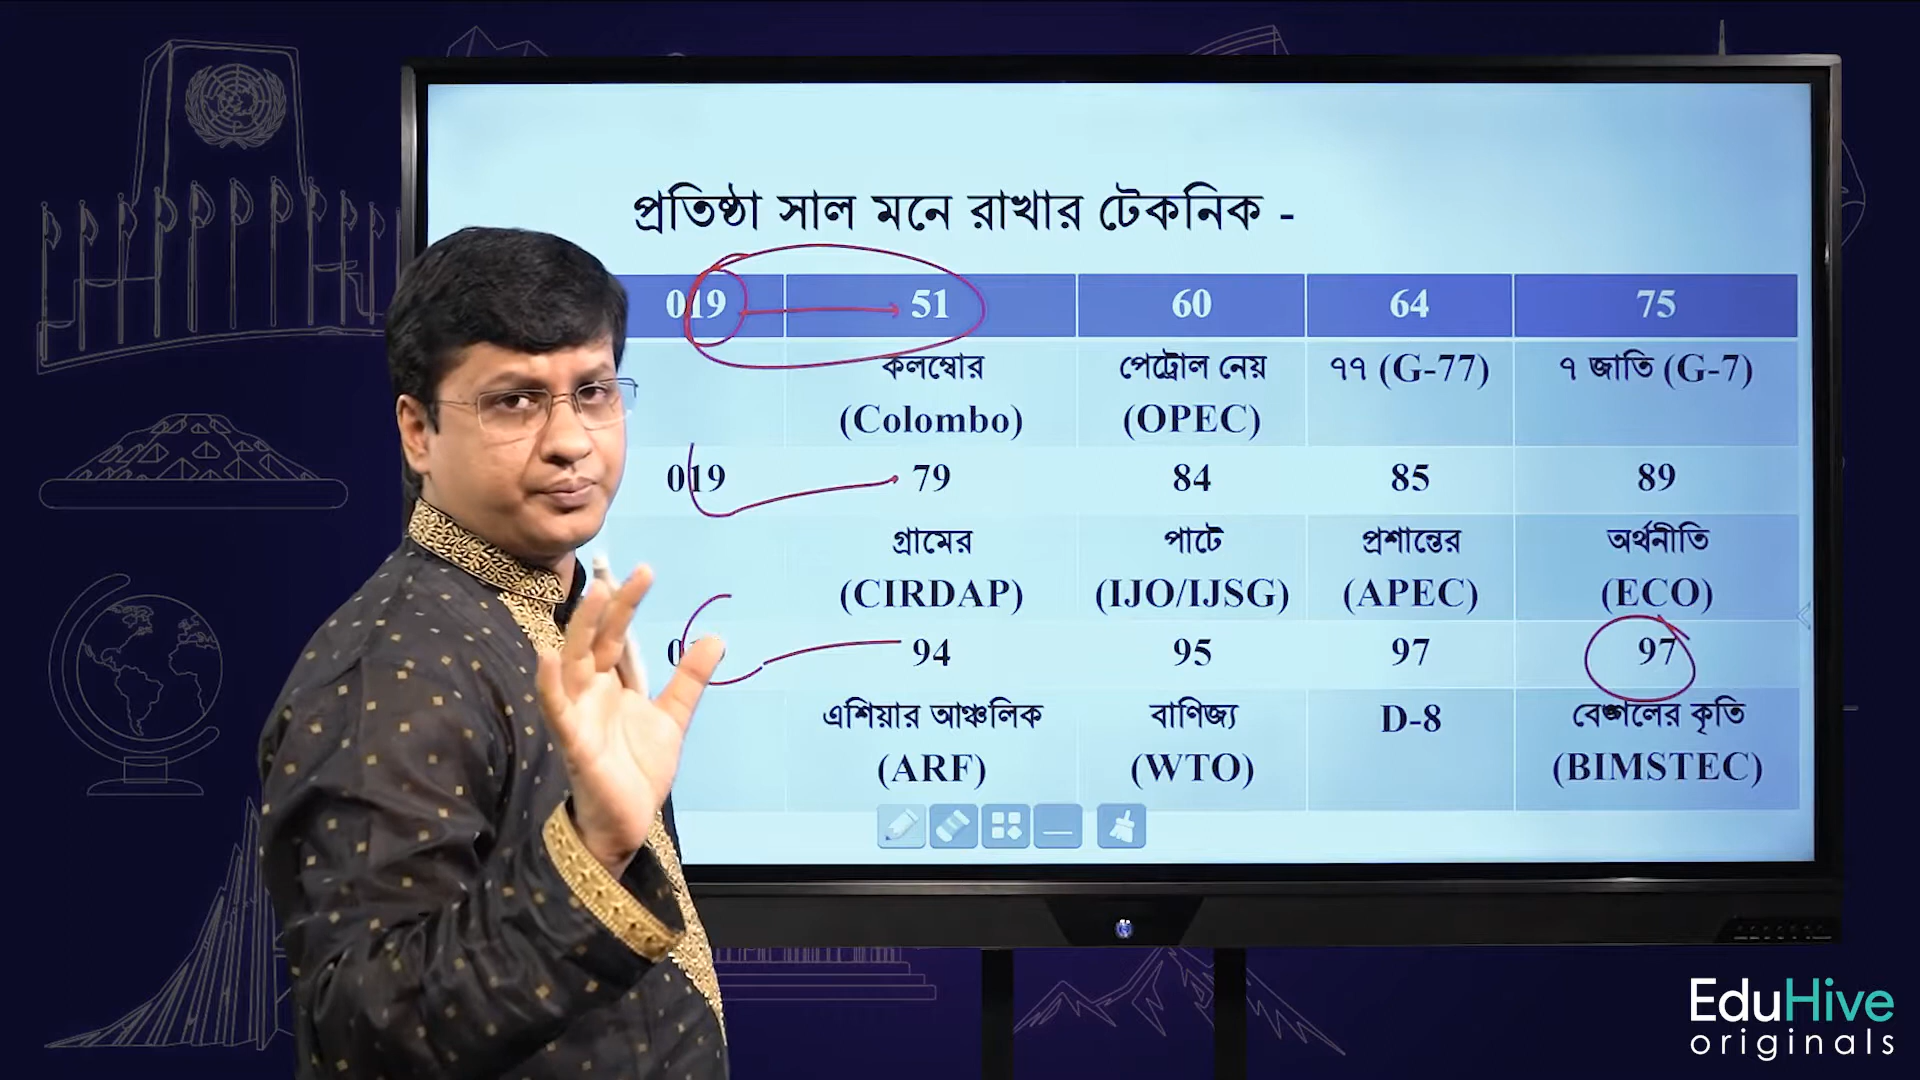 প্রতিষ্ঠা সাল মনে রাখার টেকনিক -
019 51 60 64 75
কলম্বোর (Colombo) পেট্রোল নেয় (OPEC) ৭৭ (G-77) ৭ জাতি (G-7)
019 79 84 85 89
গ্রামের (CIRDAP) পাটে (IJO/IJSG) প্রশান্তের (APEC) অর্থনীতি (ECO)
94 95 97 97
এশিয়ার আঞ্চলিক (ARF) বাণিজ্য (WTO) D-8 বেঙ্গলের কৃতি (BIMSTEC)
EduHive
originals